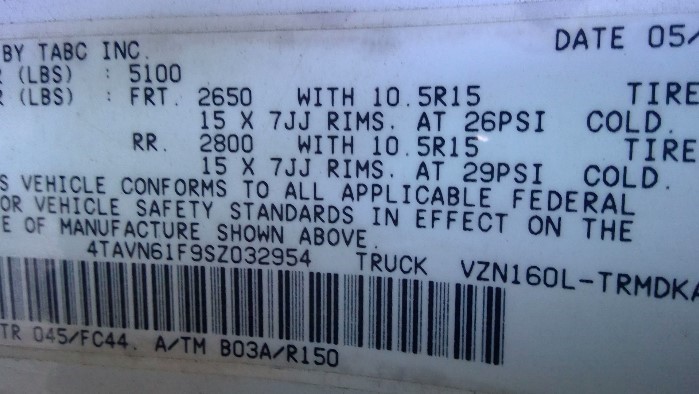 BY TABC INC. DATE 05/
(LBS) : 5100
(LBS) : FRT. 2650 WITH 10.5R15 TIRE
15 X 7JJ RIMS. AT 26PSI COLD.
RR. 2800 WITH 10.5R15 TIRE
15 X 7JJ RIMS. AT 29PSI COLD.
S VEHICLE CONFORMS TO ALL APPLICABLE FEDERAL
OR VEHICLE SAFETY STANDARDS IN EFFECT ON THE
E OF MANUFACTURE SHOWN ABOVE.
4TAVN61F9SZ032954 TRUCK VZN160L-TRMDKA
TR 045/FC44. A/TM B03A/R150